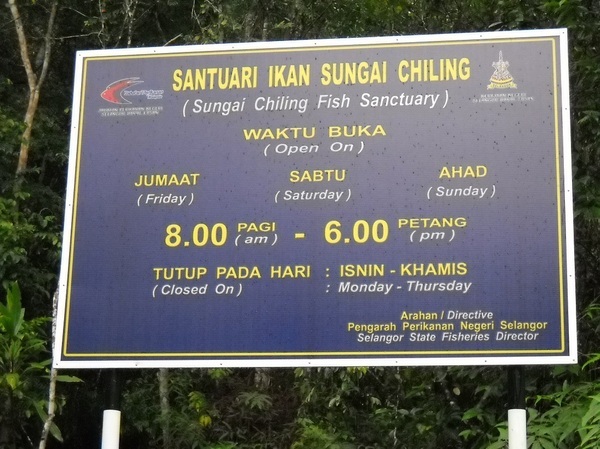 SANTUARI IKAN SUNGAI CHILING
(Sungai Chiling Fish Sanctuary)
WAKTU BUKA
(Open On)
JUMAAT SABTU AHAD
(Friday) (Saturday) (Sunday)
8.00 PAGI (am) - 6.00 PETANG (pm)
TUTUP PADA HARI : ISNIN - KHAMIS
(Closed On) : Monday - Thursday
Arahan / Directive
Pengarah Perikanan Negeri Selangor
Selangor State Fisheries Director